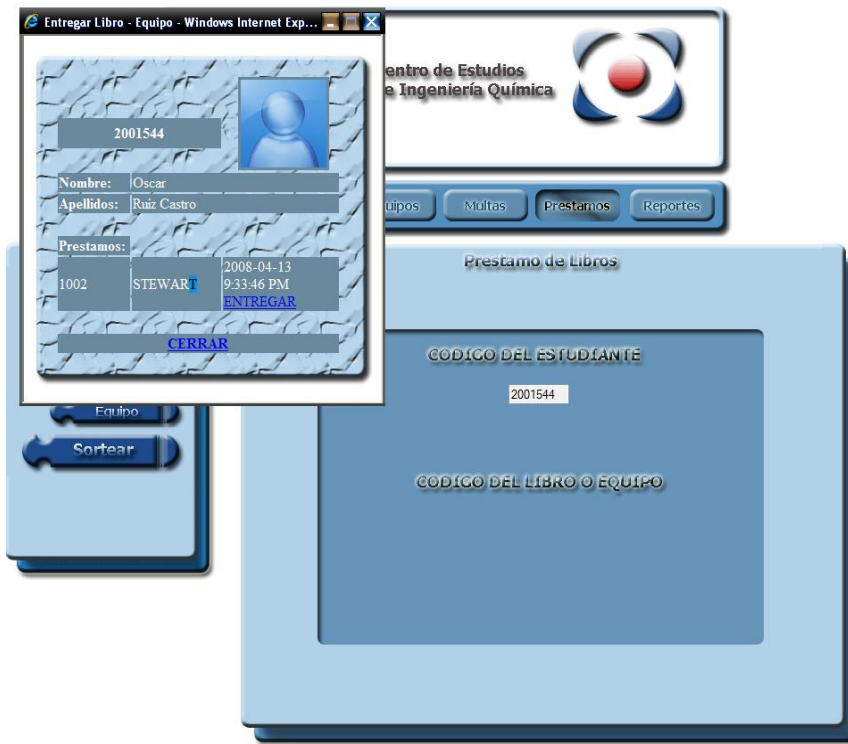 Entregar Libro - Equipo - Windows Internet Exp...
2001544
Nombre: Oscar
Apellidos: Ruiz Castro
Prestamos:
1002 STEWART 2008-04-13
9:33:46 PM
ENTREGAR
CERRAR
entro de Estudios
e Ingeniería Química
uipos Multas Prestamos Reportes
Equipo
Sortear
Prestamo de Libros
CODIGO DEL ESTUDIANTE
2001544
CODIGO DEL LIBRO O EQUIPO